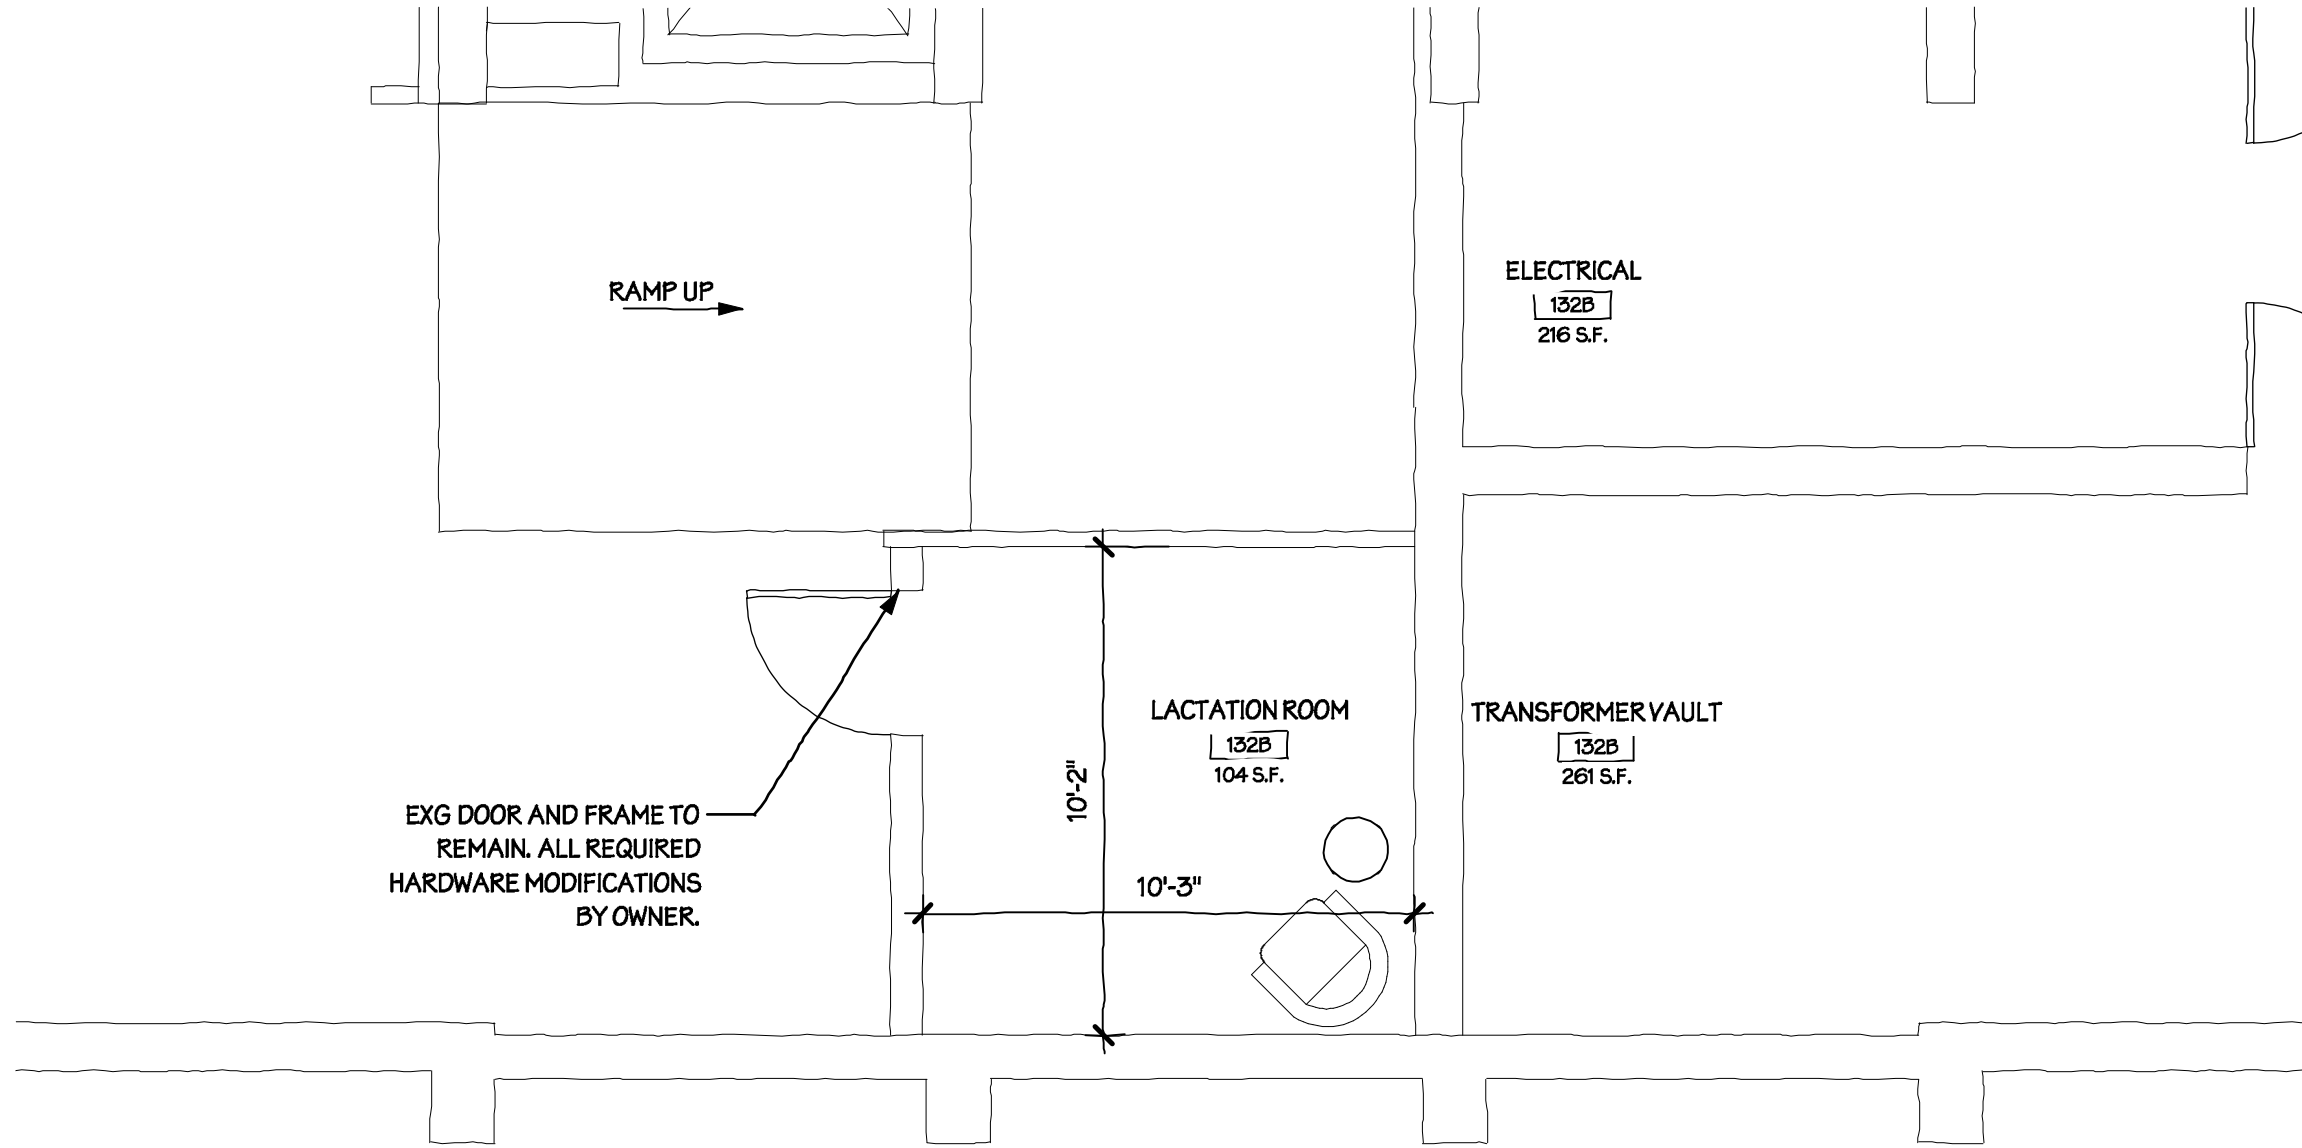 RAMP UP
ELECTRICAL
132B
216 S.F.
LACTATION ROOM
132B
104 S.F.
TRANSFORMER VAULT
132B
261 S.F.
10'-2"
10'-3"
EXG DOOR AND FRAME TO
REMAIN. ALL REQUIRED
HARDWARE MODIFICATIONS
BY OWNER.